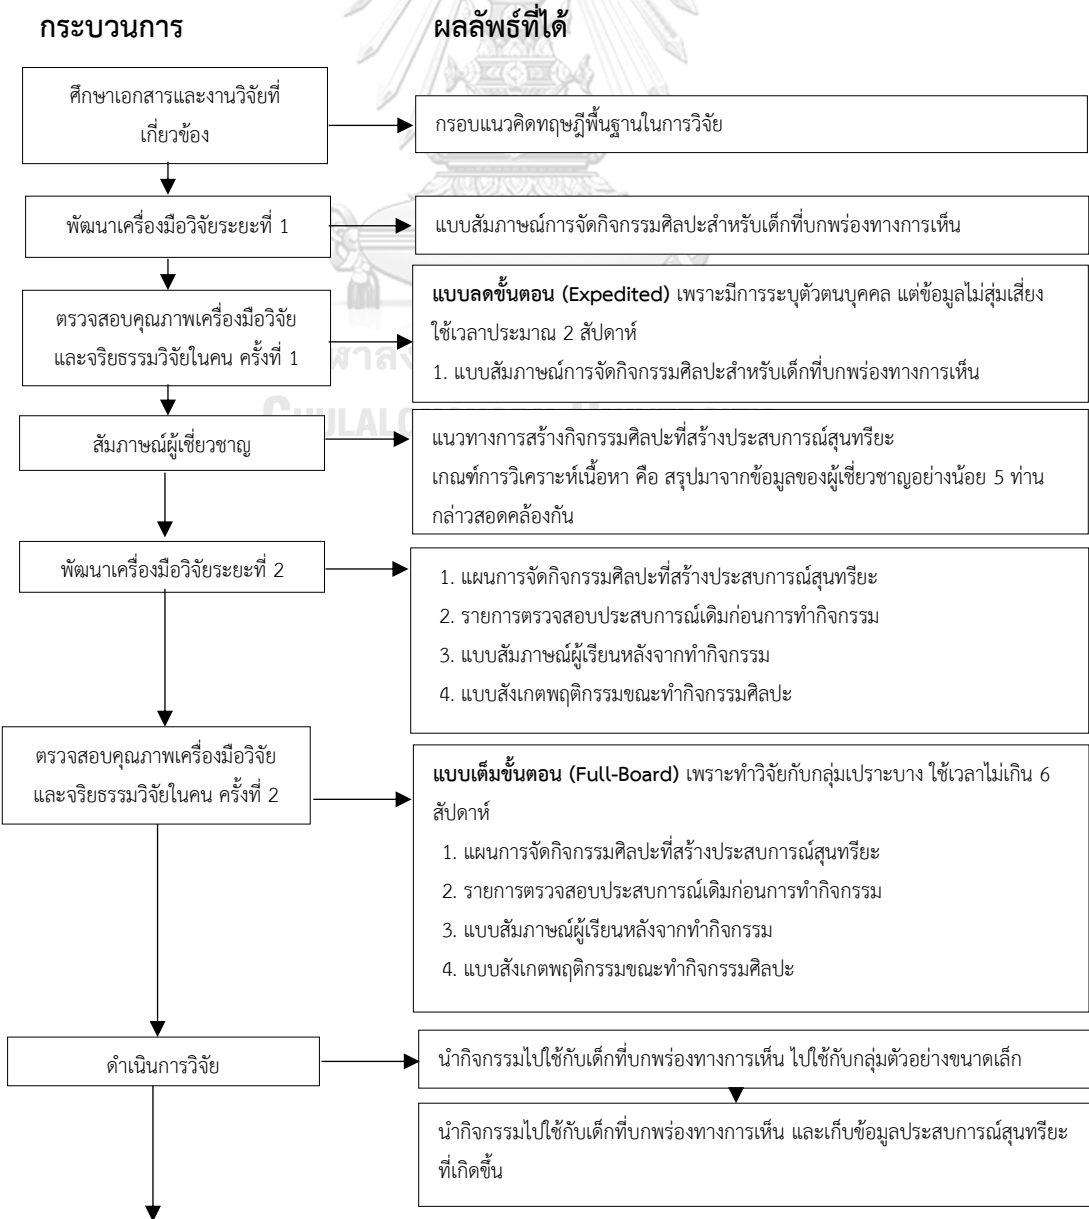 กระบวนการ
ผลลัพธ์ที่ได้
ศึกษาเอกสารและงานวิจัยที่
เกี่ยวข้อง
กรอบแนวคิดทฤษฎีพื้นฐานในการวิจัย
พัฒนาเครื่องมือวิจัยระยะที่ 1
แบบสัมภาษณ์การจัดกิจกรรมศิลปะสำหรับเด็กที่บกพร่องทางการเห็น
ตรวจสอบคุณภาพเครื่องมือวิจัย
และจริยธรรมวิจัยในคน ครั้งที่ 1
แบบลดขั้นตอน (Expedited) เพราะมีการระบุตัวตนบุคคล แต่ข้อมูลไม่สุ่มเสี่ยง
ใช้เวลาประมาณ 2 สัปดาห์
1. แบบสัมภาษณ์การจัดกิจกรรมศิลปะสำหรับเด็กที่บกพร่องทางการเห็น
สัมภาษณ์ผู้เชี่ยวชาญ
แนวทางการสร้างกิจกรรมศิลปะที่สร้างประสบการณ์สุนทรียะ
เกณฑ์การวิเคราะห์เนื้อหา คือ สรุปมาจากข้อมูลของผู้เชี่ยวชาญอย่างน้อย 5 ท่าน
กล่าวสอดคล้องกัน
พัฒนาเครื่องมือวิจัยระยะที่ 2
1. แผนการจัดกิจกรรมศิลปะที่สร้างประสบการณ์สุนทรียะ
2. รายการตรวจสอบประสบการณ์เดิมก่อนการทำกิจกรรม
3. แบบสัมภาษณ์ผู้เรียนหลังจากทำกิจกรรม
4. แบบสังเกตพฤติกรรมขณะทำกิจกรรมศิลปะ
ตรวจสอบคุณภาพเครื่องมือวิจัย
และจริยธรรมวิจัยในคน ครั้งที่ 2
แบบเต็มขั้นตอน (Full-Board) เพราะทำวิจัยกับกลุ่มเปราะบาง ใช้เวลาไม่เกิน 6
สัปดาห์
1. แผนการจัดกิจกรรมศิลปะที่สร้างประสบการณ์สุนทรียะ
2. รายการตรวจสอบประสบการณ์เดิมก่อนการทำกิจกรรม
3. แบบสัมภาษณ์ผู้เรียนหลังจากทำกิจกรรม
4. แบบสังเกตพฤติกรรมขณะทำกิจกรรมศิลปะ
ดำเนินการวิจัย
นำกิจกรรมไปใช้กับเด็กที่บกพร่องทางการเห็น ไปใช้กับกลุ่มตัวอย่างขนาดเล็ก
นำกิจกรรมไปใช้กับเด็กที่บกพร่องทางการเห็น และเก็บข้อมูลประสบการณ์สุนทรียะ
ที่เกิดขึ้น